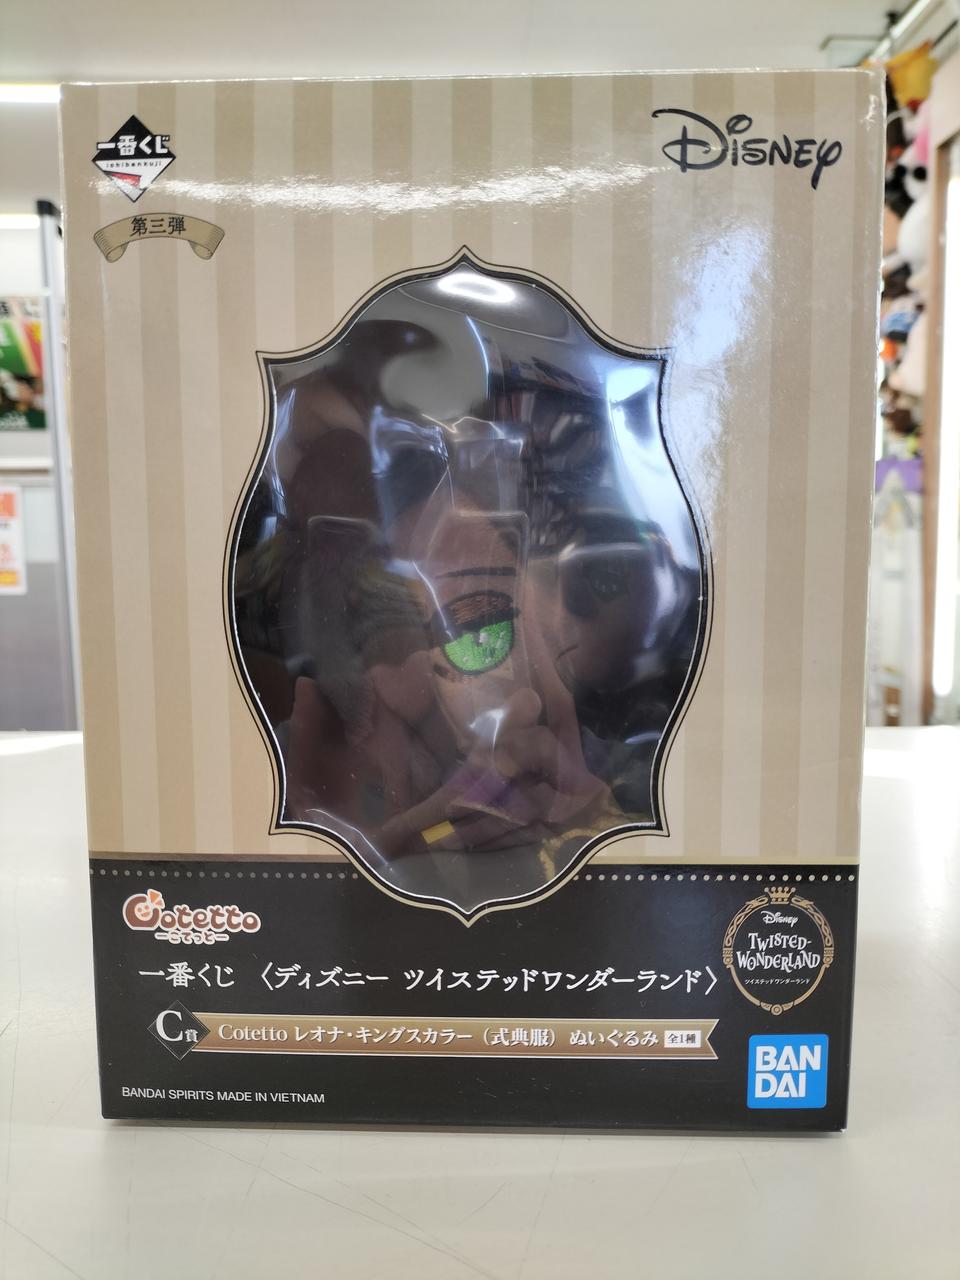 一番くじ
ichibankuji
Disney
第三弾
Cotetto
ーこてっとー
Disney
TWISTED-
WONDERLAND
ツイステッドワンダーランド
一番くじ 〈ディズニー ツイステッドワンダーランド〉
C賞 Cotetto レオナ・キングスカラー（式典服） ぬいぐるみ 全1種
BAN
DAI
BANDAI SPIRITS MADE IN VIETNAM